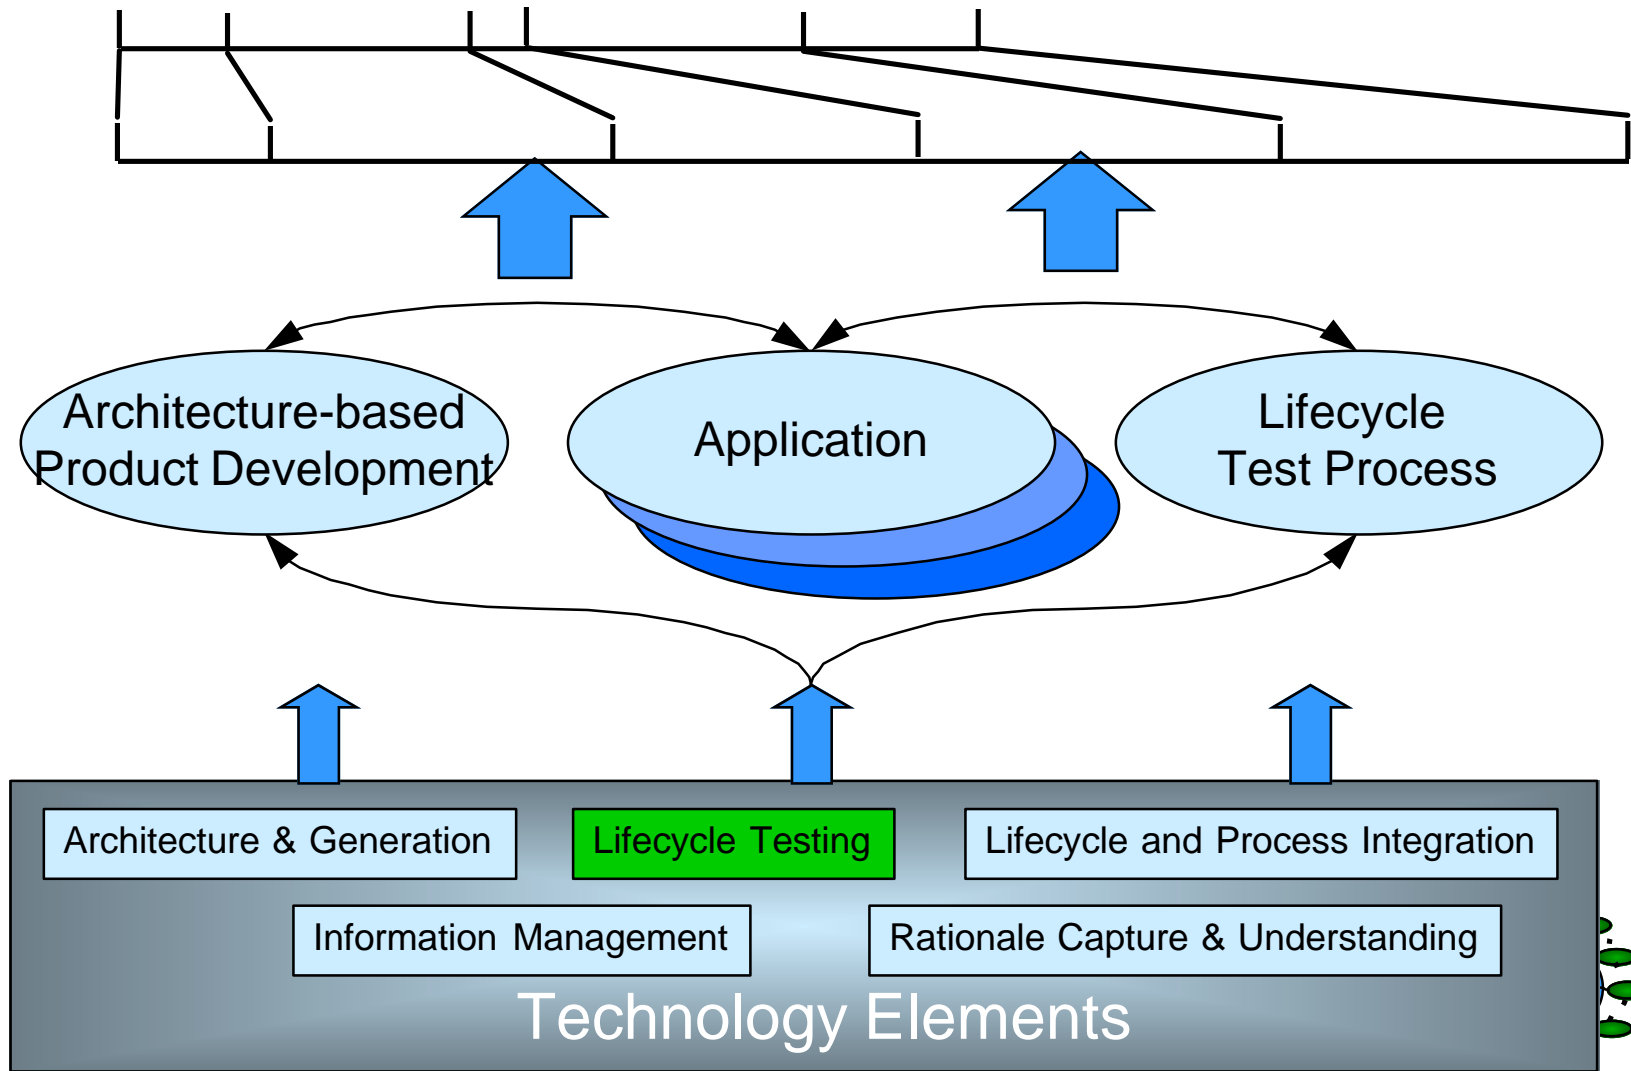 Architecture-based
Product Development
Application
Lifecycle
Test Process
Architecture & Generation
Lifecycle Testing
Lifecycle and Process Integration
Information Management
Rationale Capture & Understanding
Technology Elements